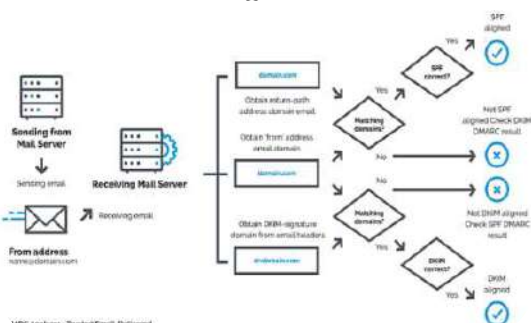 Sending from
Mail Server
Sending email
From address
name@domain.com
Receiving email
Receiving Mail Server
domain.com
Obtain return-path
address domain email
Obtain 'from' address
email domain
domain.com
Obtain DKIM-signature
domain from email headers
d=domain.com
Matching
domains?
Yes
No
SPF
correct?
Yes
SPF
aligned
Not SPF
aligned Check DKIM
DMARC result
No
Matching
domains?
Yes
Not DKIM aligned
Check SPF DMARC
result
DKIM
correct?
Yes
DKIM
aligned